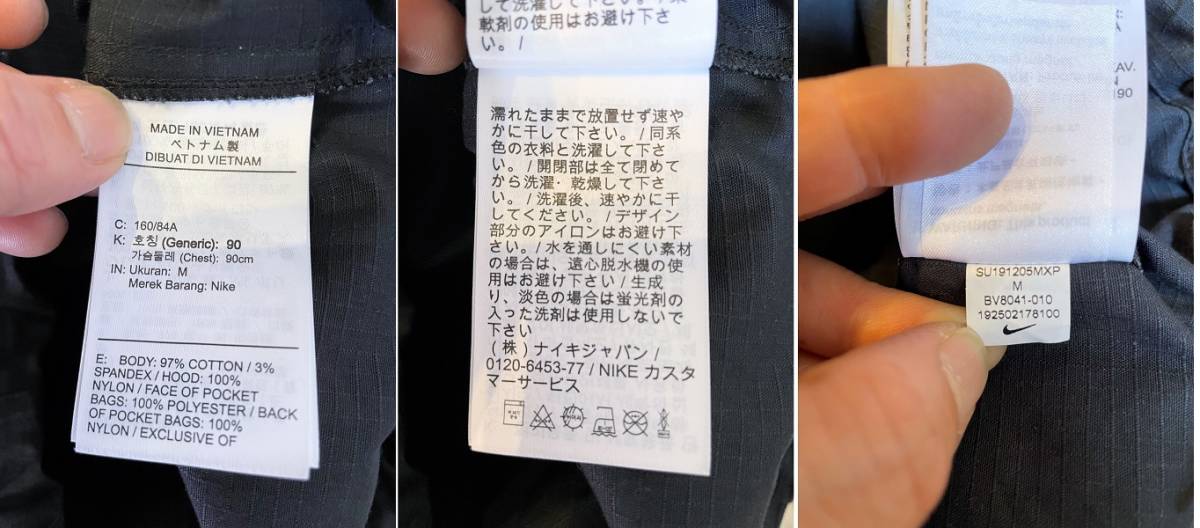 MADE IN VIETNAM
ベトナム製
DIBUAT DI VIETNAM
C: 160/84A
K: 호칭 (Generic): 90
가슴둘레 (Chest): 90cm
IN: Ukuran: M
Merek Barang: Nike
E: BODY: 97% COTTON / 3%
SPANDEX / HOOD: 100%
NYLON / FACE OF POCKET
BAGS: 100% POLYESTER / BACK
OF POCKET BAGS: 100%
NYLON / EXCLUSIVE OF
軟剤の使用はお避け下さ
い。/
濡れたままで放置せず速や
かに干して下さい。/ 同系
色の衣料と洗濯して下さ
い。/ 開閉部は全て閉めて
から洗濯· 乾燥して下さ
い。/ 洗濯後、速やかに干
してください。/ デザイン
部分のアイロンはお避け下
さい。/ 水を通しにくい素材
の場合は、遠心脱水機の使
用はお避け下さい / 生成
り、淡色の場合は蛍光剤の
入った洗剤は使用しないで
下さい
(株) ナイキジャパン /
0120-6453-77 / NIKE カスタ
マーサービス
AV.
90
SU191205MXP
M
BV8041-010
192502178100